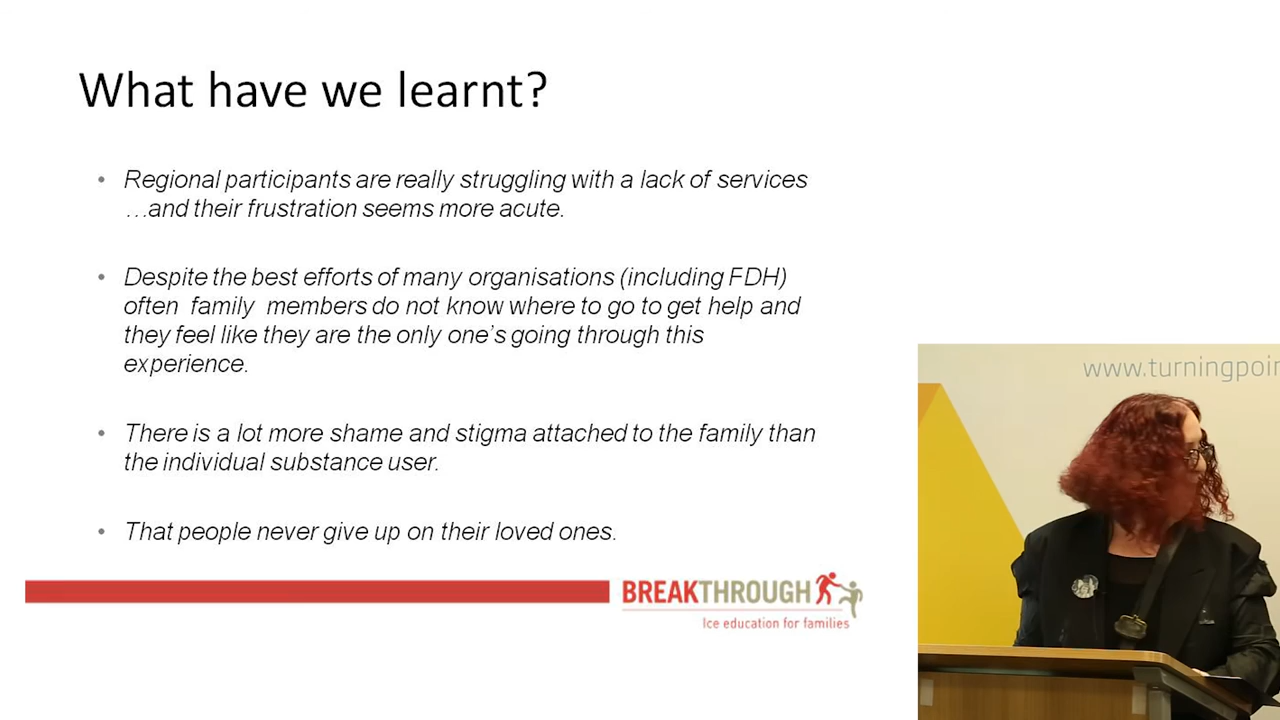 What have we learnt?
• Regional participants are really struggling with a lack of services
…and their frustration seems more acute.
• Despite the best efforts of many organisations (including FDH)
often family members do not know where to go to get help and
they feel like they are the only one's going through this
experience.
• There is a lot more shame and stigma attached to the family than
the individual substance user.
• That people never give up on their loved ones.
BREAKTHROUGH
Ice education for families
www.turningpoin